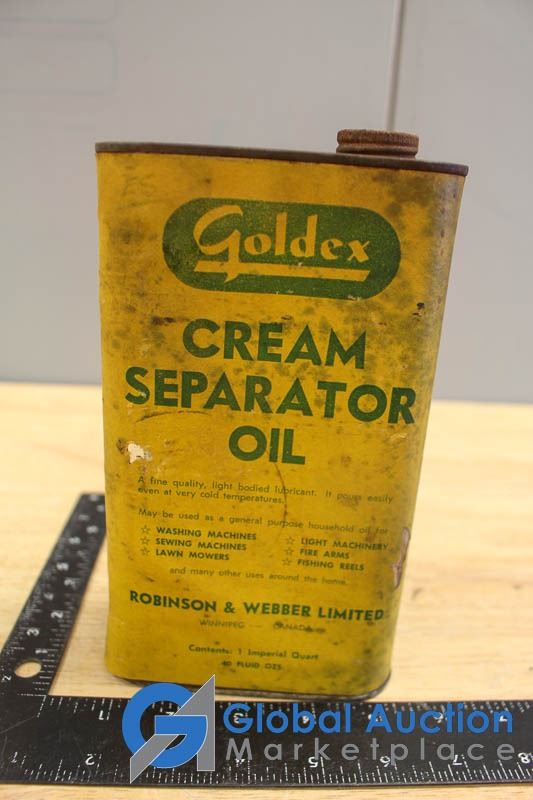 Goldex
CREAM
SEPARATOR
OIL
A fine quality, light bodied lubricant. It pours easily
even at very cold temperatures.
May be used as a general purpose household oil for
☆ WASHING MACHINES ☆ LIGHT MACHINERY
☆ SEWING MACHINES ☆ FIRE ARMS
☆ LAWN MOWERS ☆ FISHING REELS
and many other uses around the home.
ROBINSON & WEBBER LIMITED
WINNIPEG — CANADA
Contents: 1 Imperial Quart
40 FLUID OZS.
Global Auction
Marketplace